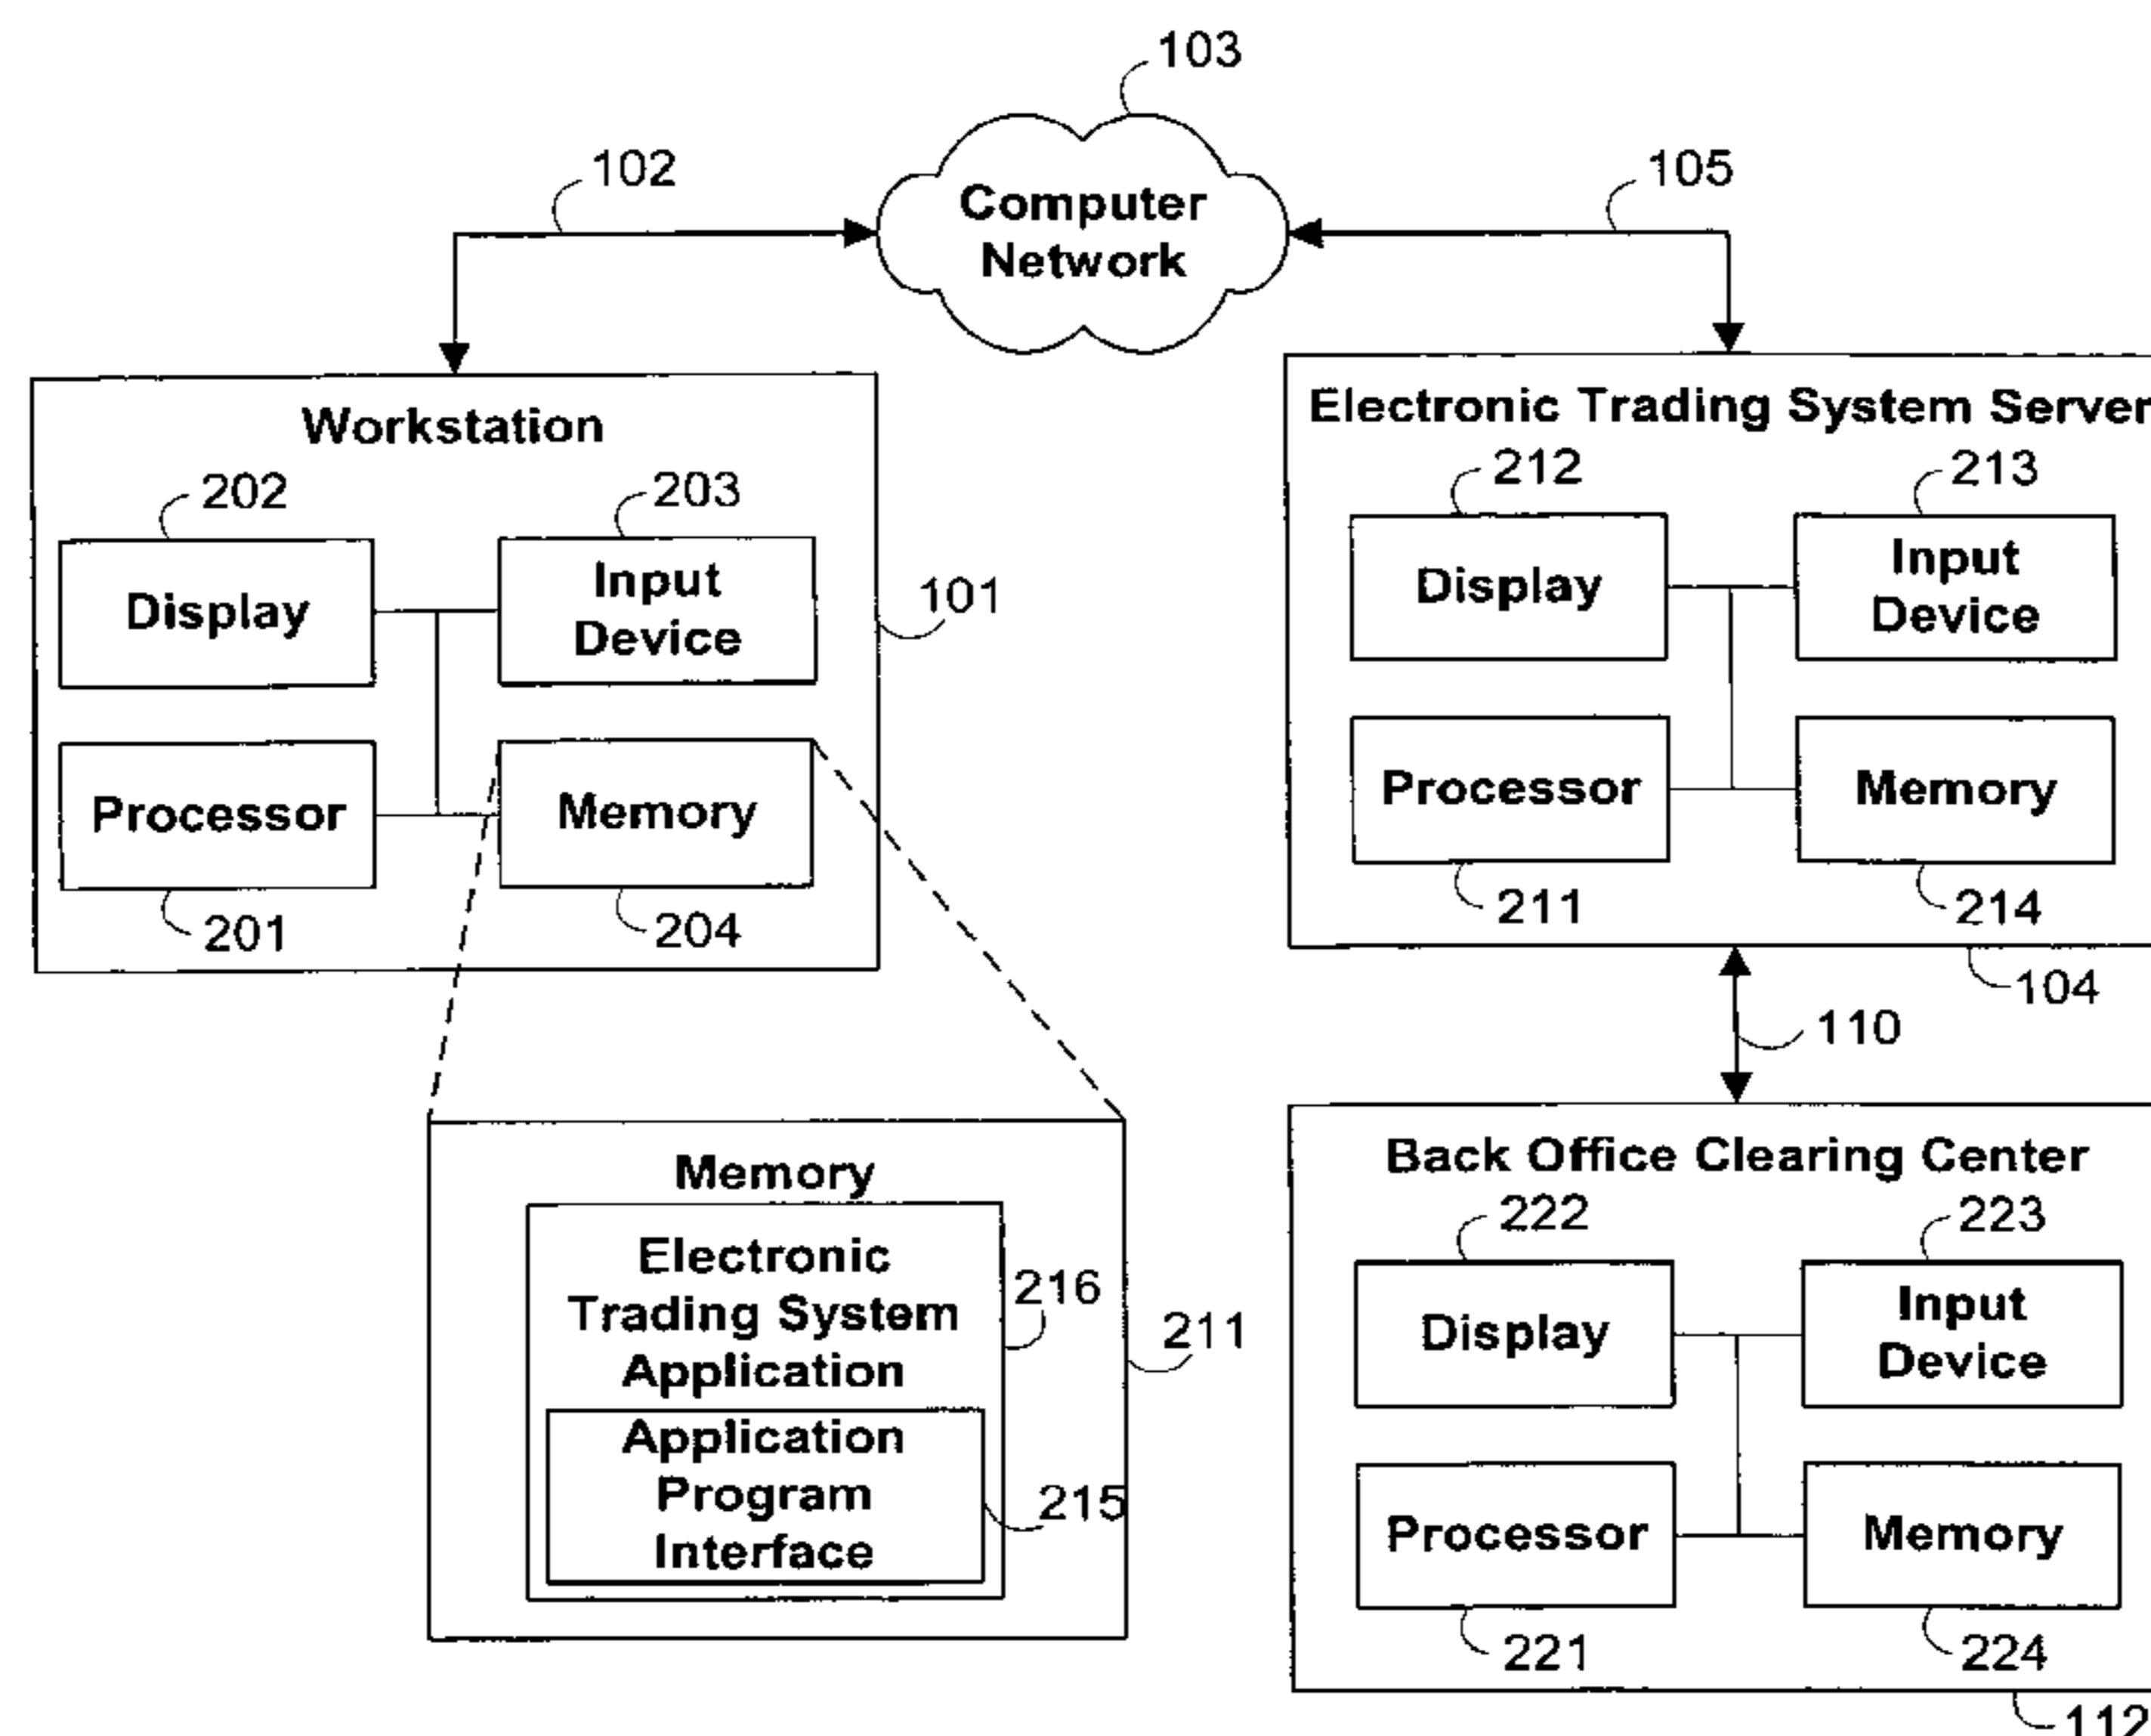 103
102
105
Computer
Network
Workstation
202
203
Display
Input
Device
101
Processor
Memory
201
204
Electronic Trading System Server
212
213
Display
Input
Device
Processor
Memory
211
214
104
110
Memory
Electronic
Trading System
Application
216
211
Application
Program
Interface
215
Back Office Clearing Center
222
223
Display
Input
Device
Processor
Memory
221
224
112